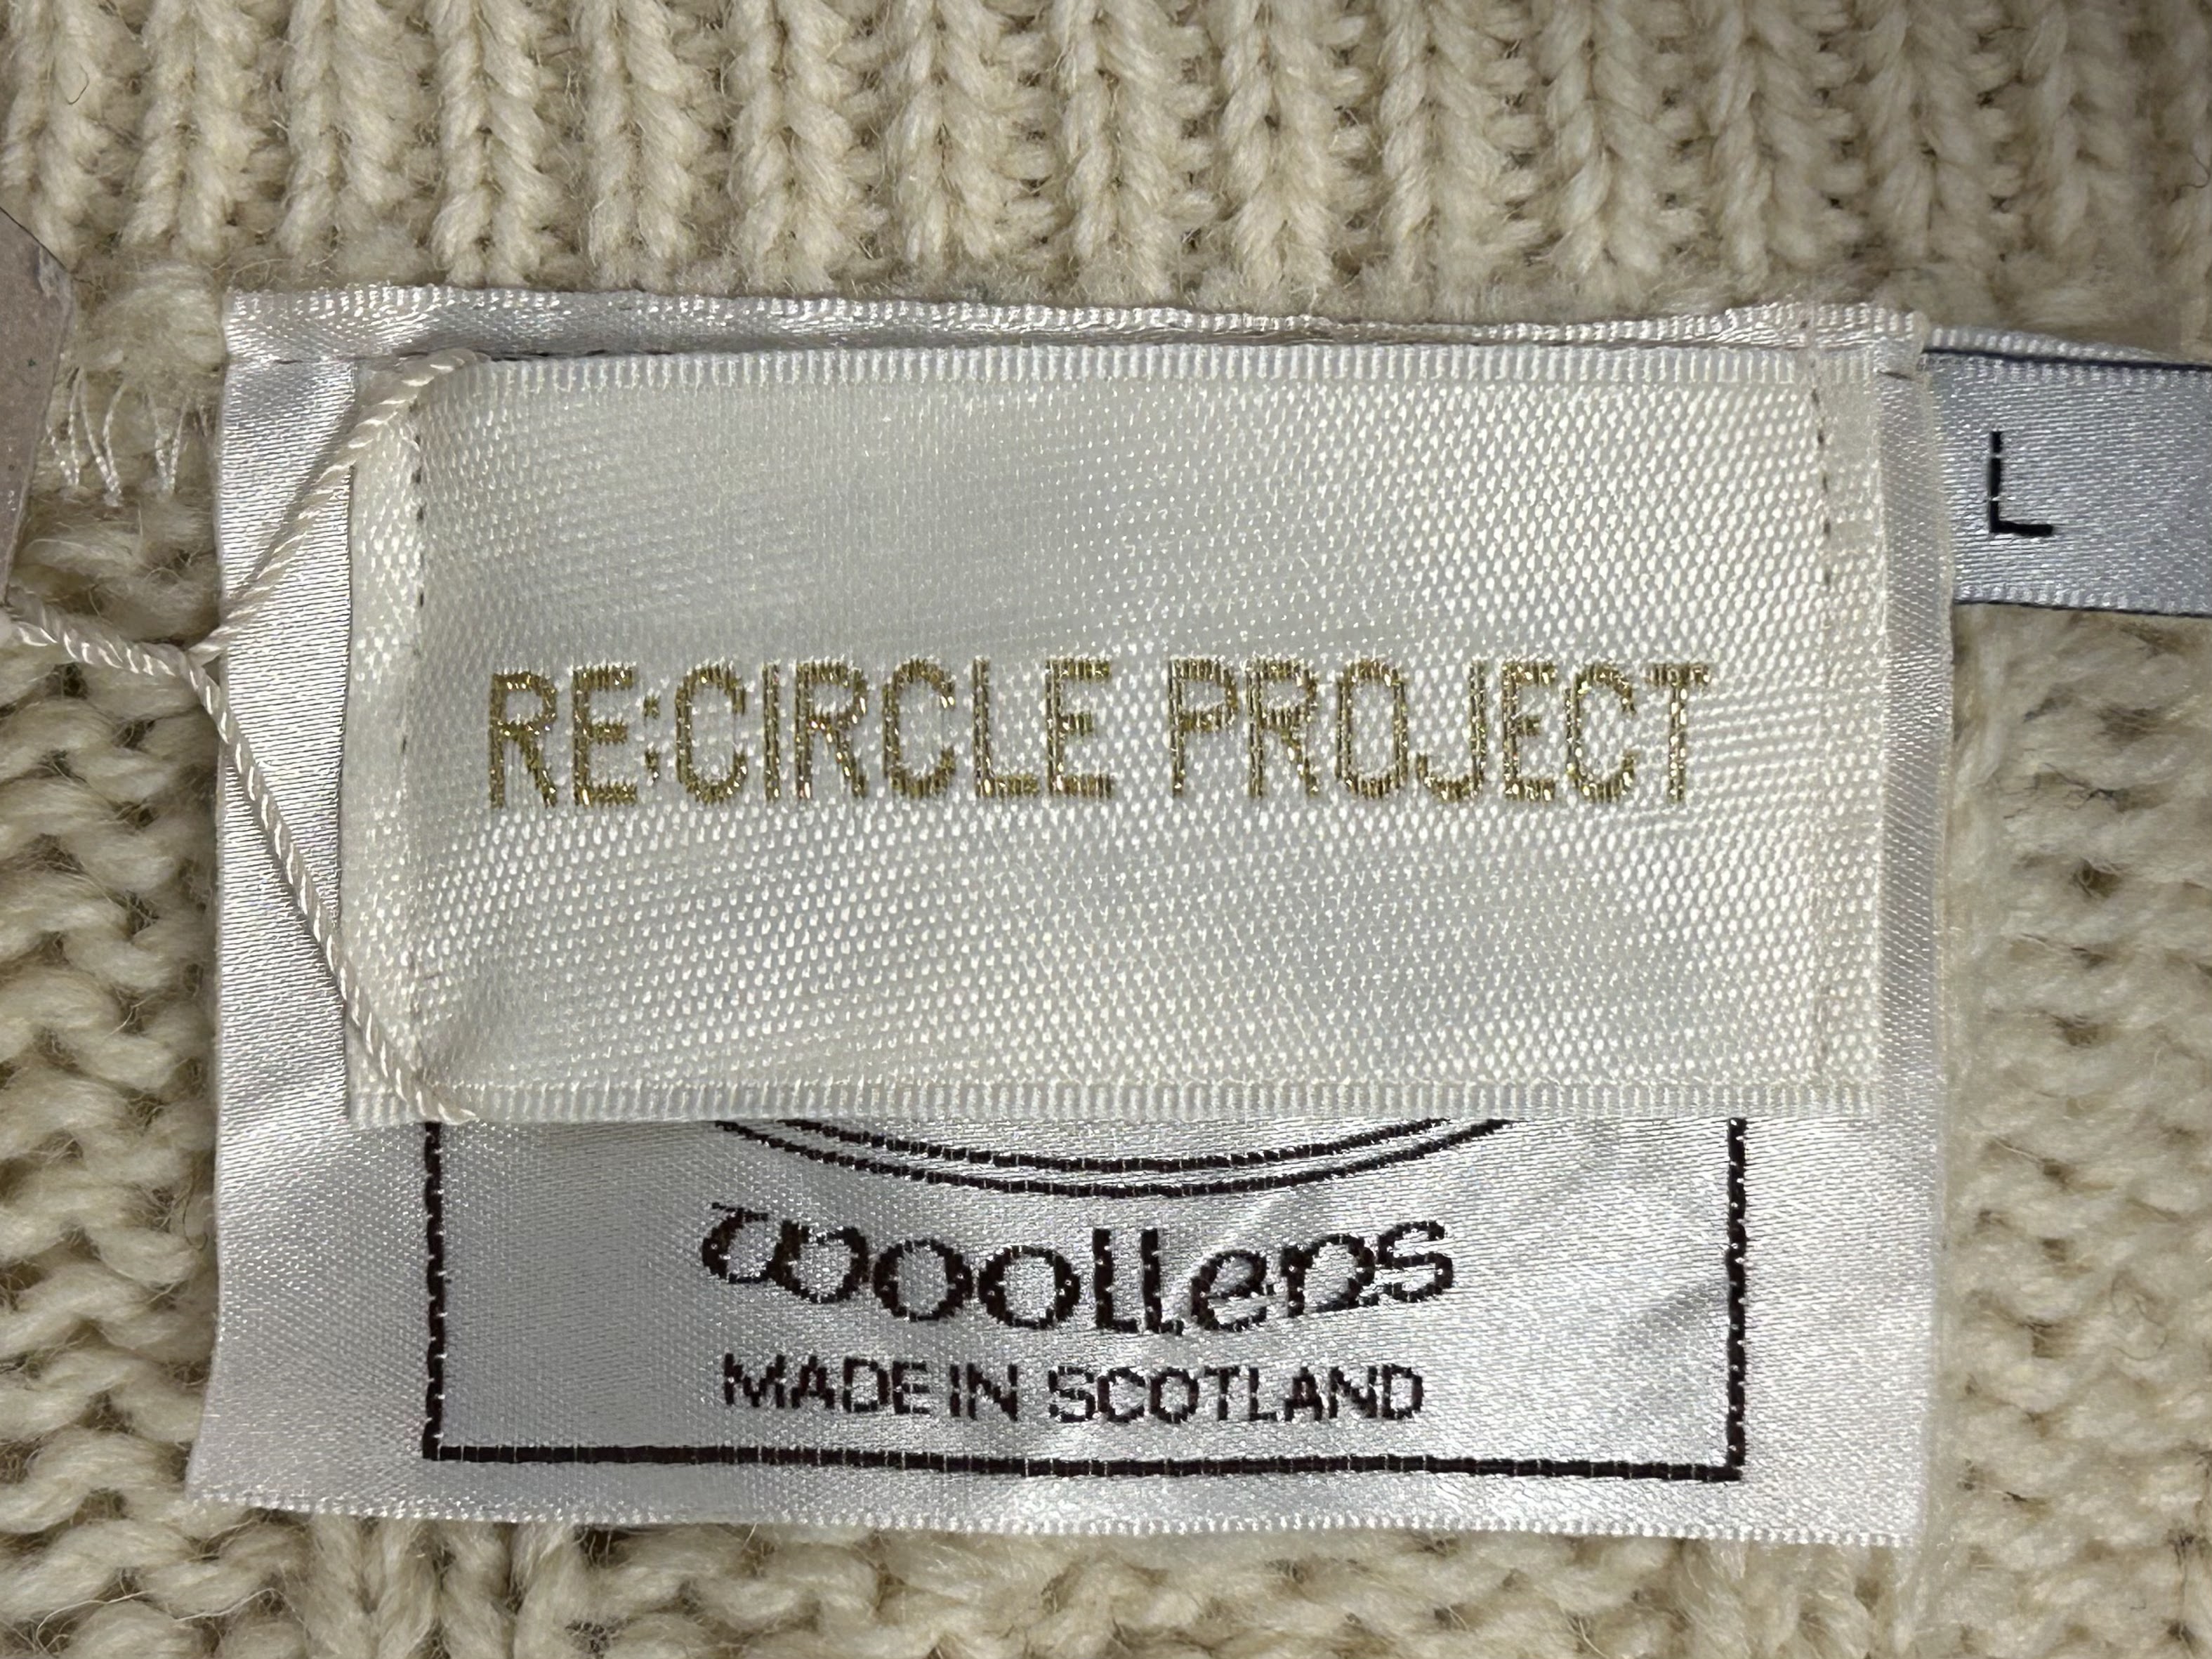 RE:CIRCLE PROJECT
L
woollens
MADE IN SCOTLAND